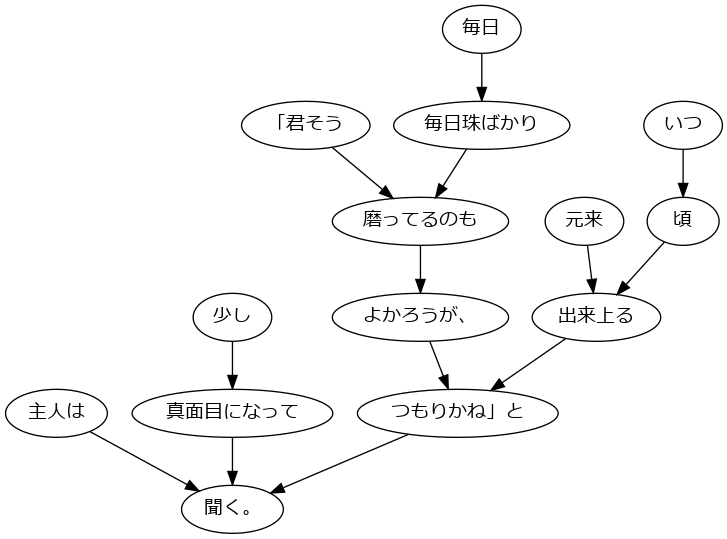 毎日
「君そう
毎日珠ばかり
いつ
磨ってるのも
元来
頃
少し
よかろうが、
出来上る
主人は
真面目になって
つもりかね」と
聞く。